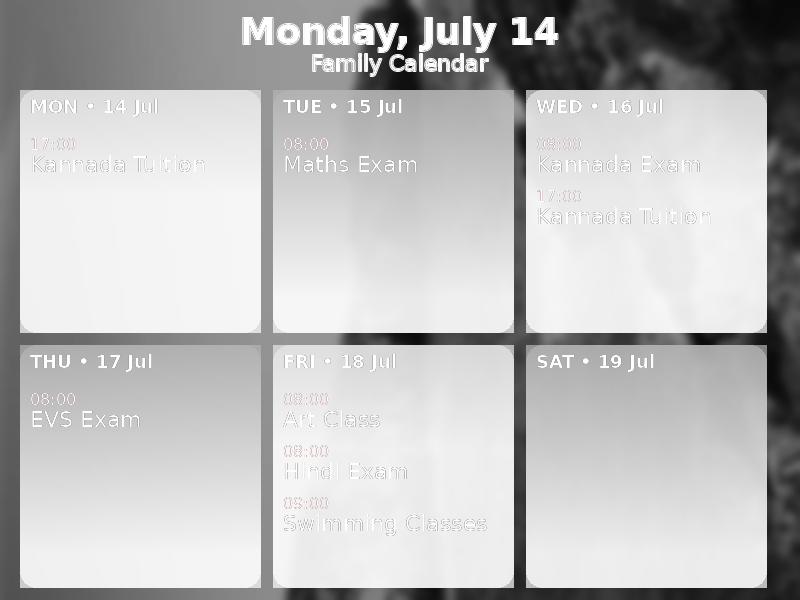 Monday, July 14
Family Calendar
MON • 14 Jul
17:00
Kannada Tuition
TUE • 15 Jul
08:00
Maths Exam
WED • 16 Jul
08:00
Kannada Exam
17:00
Kannada Tuition
THU • 17 Jul
08:00
EVS Exam
FRI • 18 Jul
08:00
Art Class
08:00
Hindi Exam
09:00
Swimming Classes
SAT • 19 Jul